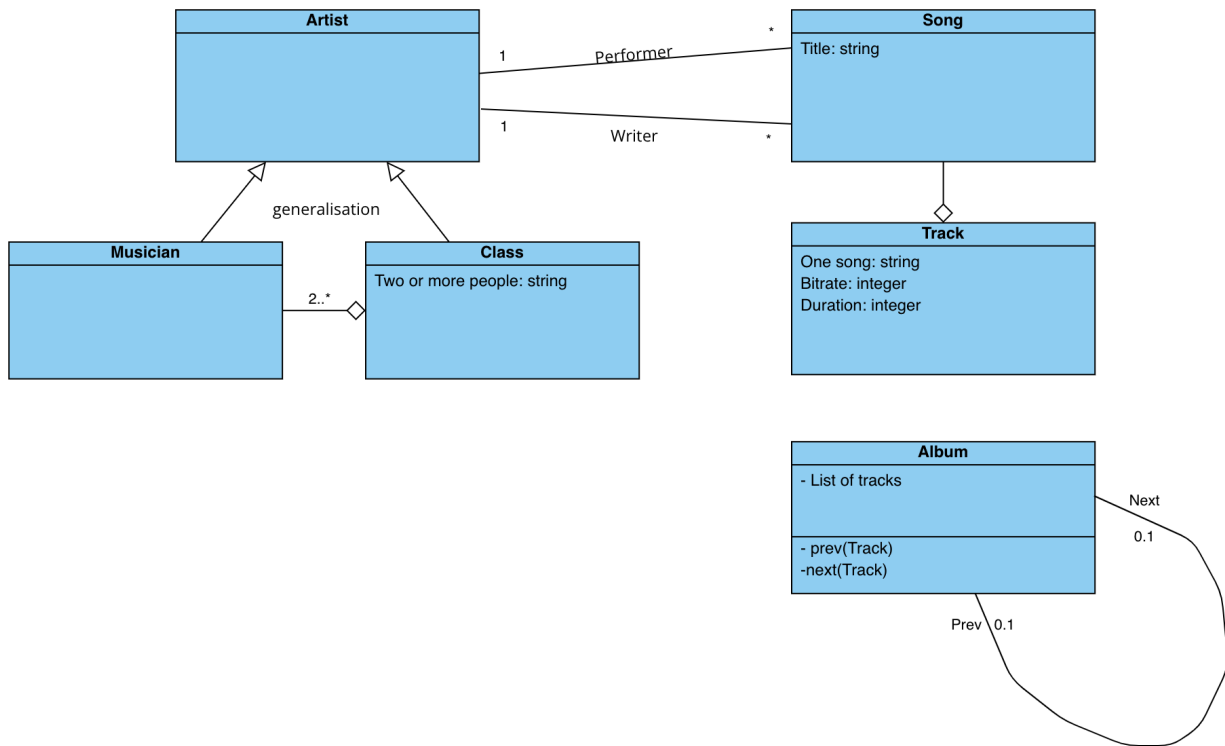 Artist
1
Performer
*
1
Writer
*
Song
Title: string
generalisation
Musician
2..*
Class
Two or more people: string
Track
One song: string
Bitrate: integer
Duration: integer
Album
- List of tracks
- prev(Track)
-next(Track)
Next
0.1
Prev
0.1